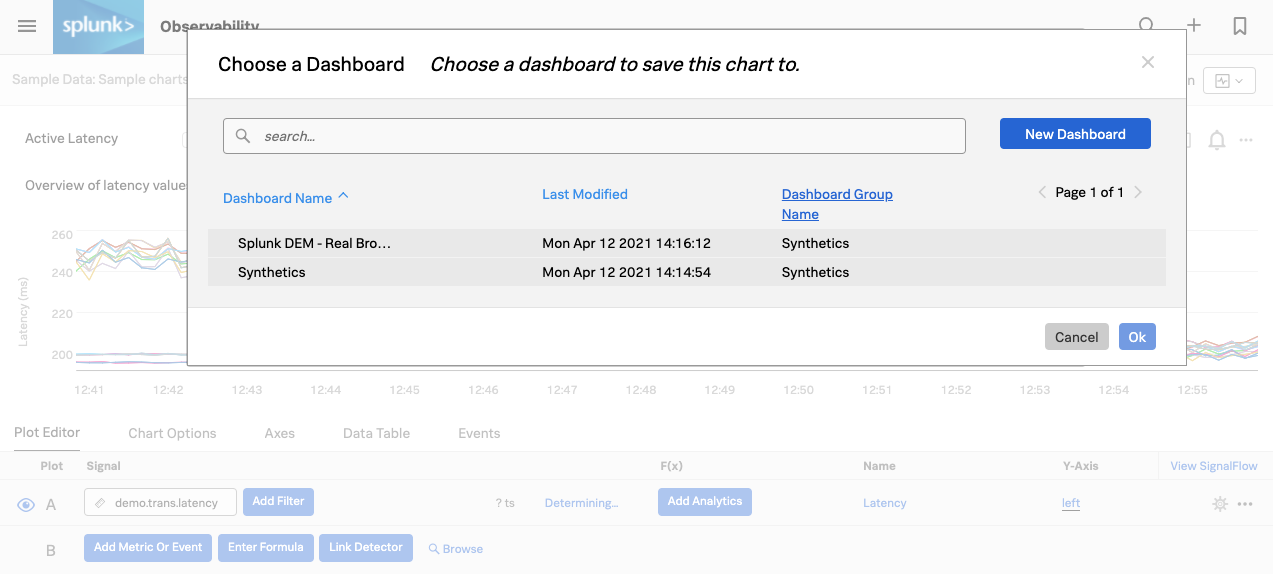 splunk>
Observability
Choose a Dashboard Choose a dashboard to save this chart to.
Sample Data: Sample charts
n
search...
New Dashboard
Active Latency
Overview of latency value
Dashboard Name Last Modified Dashboard Group Name Page 1 of 1
Splunk DEM - Real Bro... Mon Apr 12 2021 14:16:12 Synthetics
Synthetics Mon Apr 12 2021 14:14:54 Synthetics
Cancel Ok
Latency (ms)
260
240
220
200
12:41 12:42 12:43 12:44 12:45 12:46 12:47 12:48 12:49 12:50 12:51 12:52 12:53 12:54 12:55
Plot Editor Chart Options Axes Data Table Events
Plot Signal F(x) Name Y-Axis View SignalFlow
A demo.trans.latency Add Filter ? ts Determining... Add Analytics Latency left
B Add Metric Or Event Enter Formula Link Detector Browse